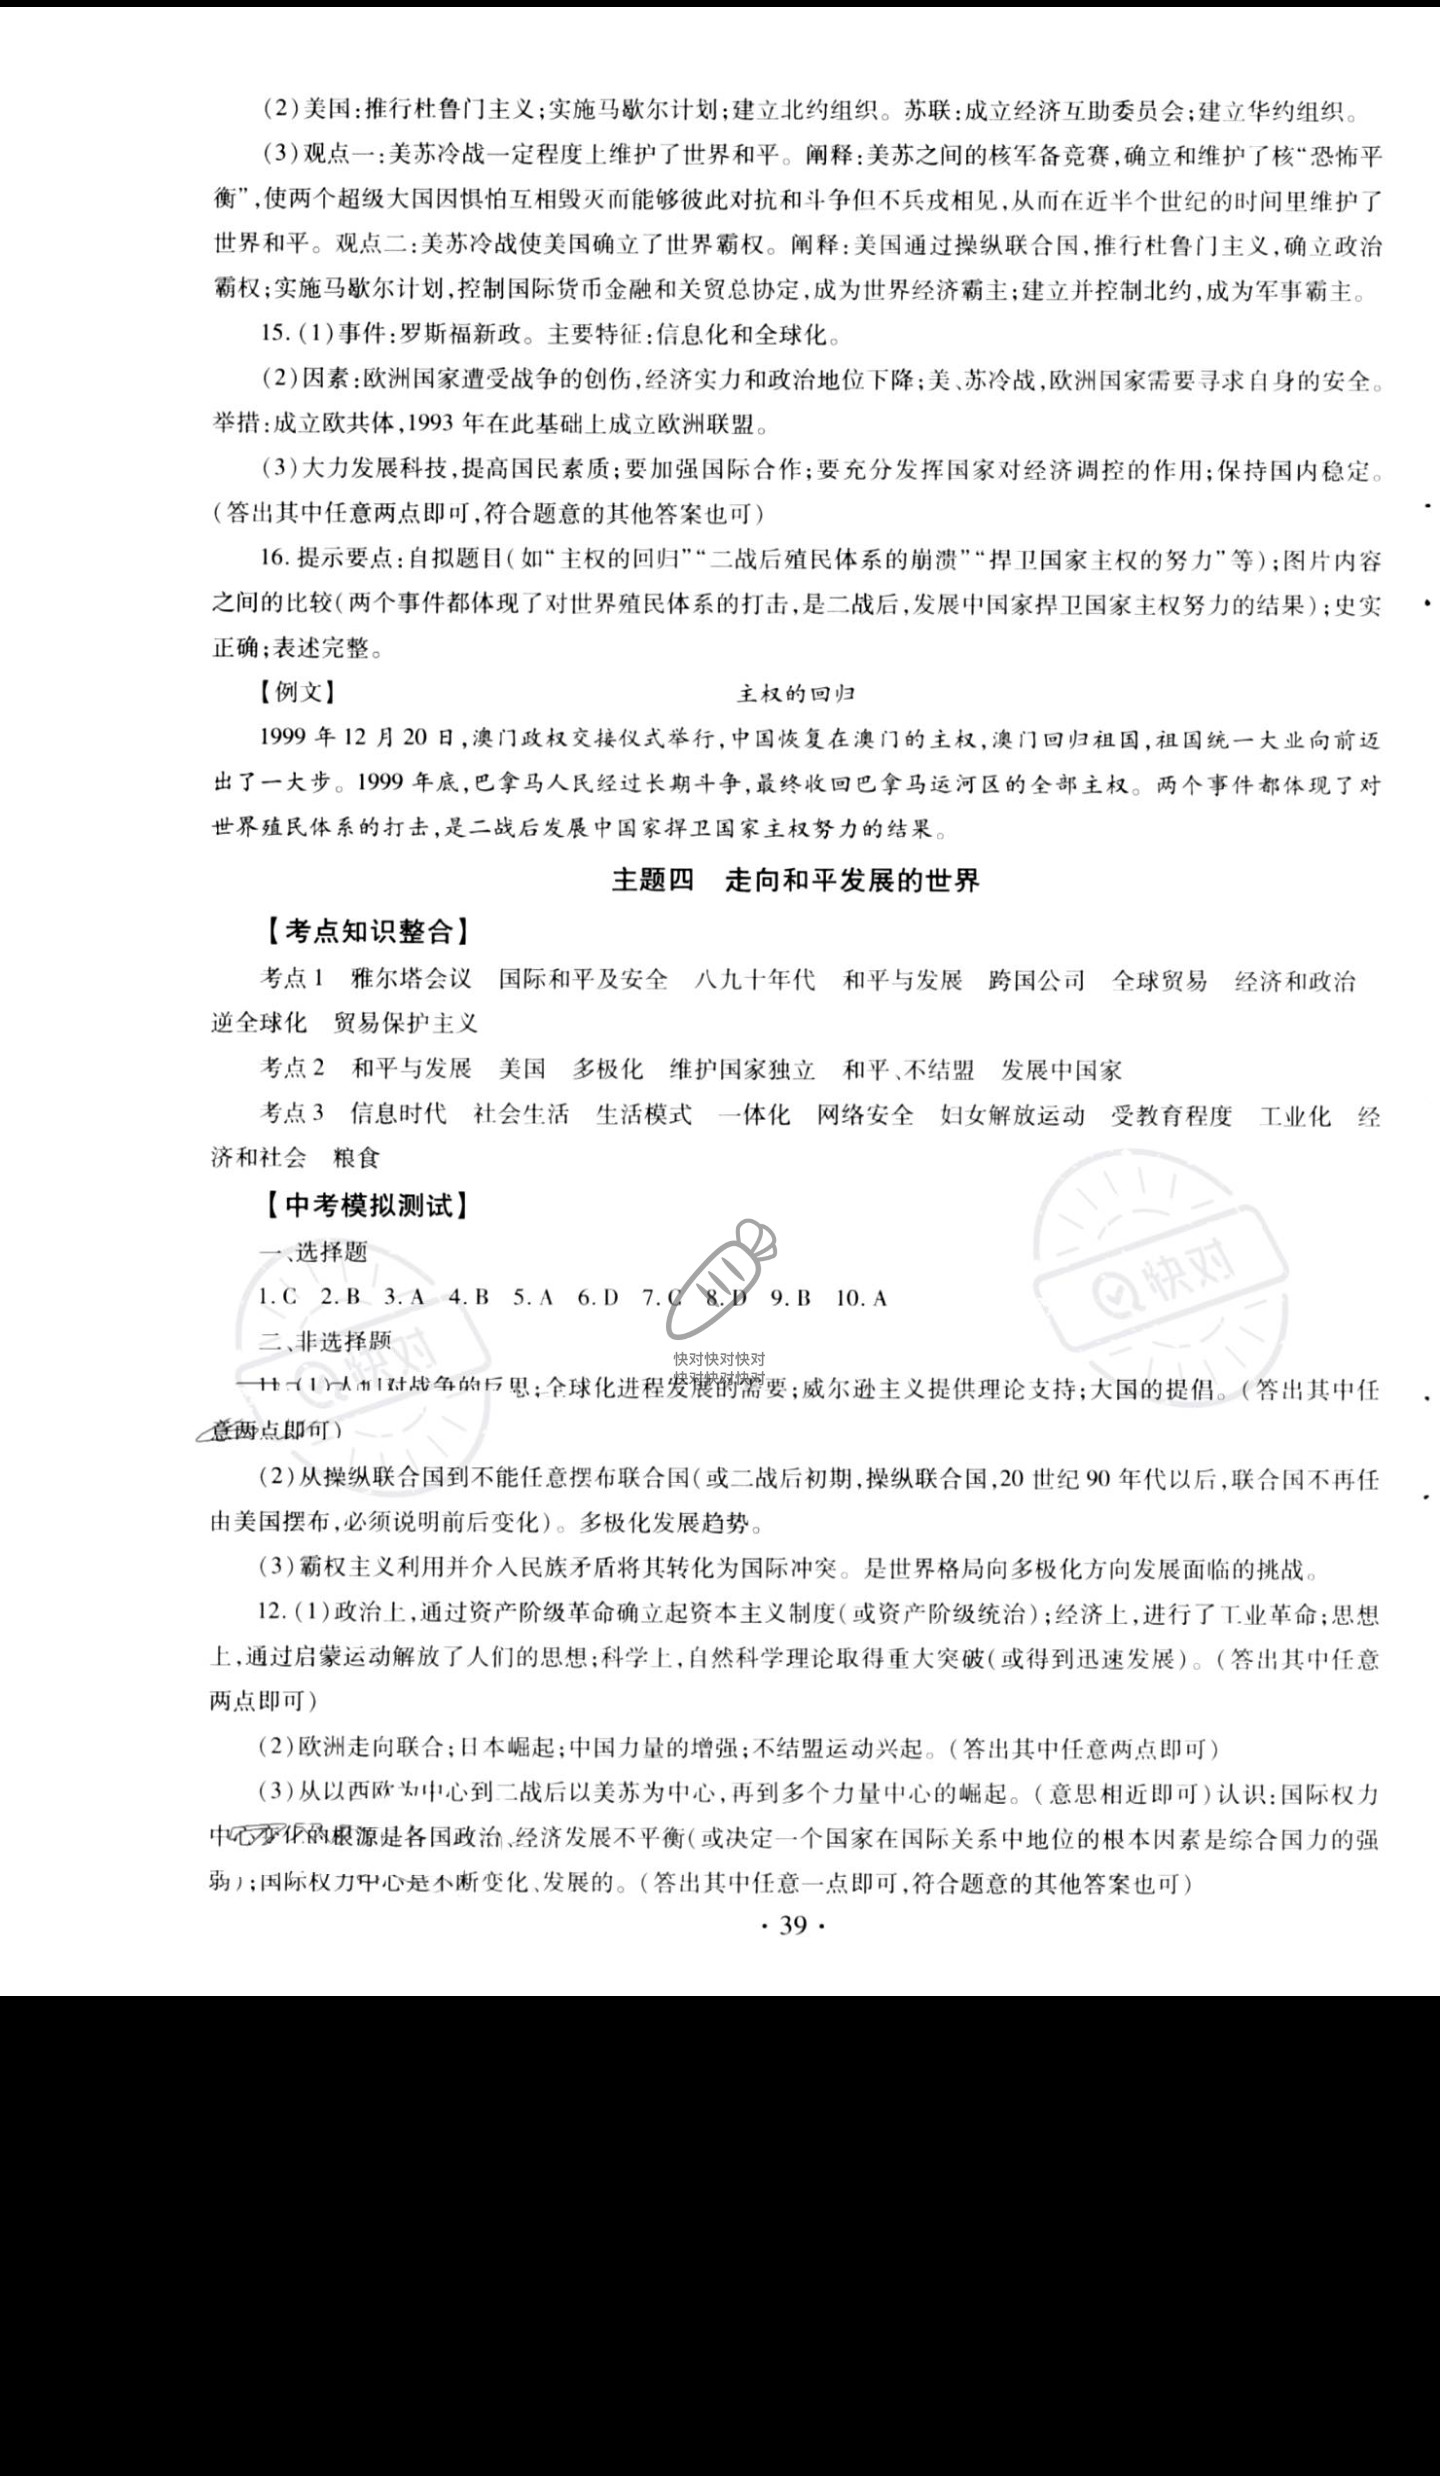 (2)美国:推行杜鲁门主义;实施马歇尔计划;建立北约组织。苏联:成立经济互助委员会;建立华约组织。
(3)观点一:美苏冷战一定程度上维护了世界和平。阐释:美苏之间的核军备竞赛,确立和维护了核“恐怖平
衡”,使两个超级大国因惧怕互相毁灭而能够彼此对抗和斗争但不兵戎相见,从而在近半个世纪的时间里维护了
世界和平。观点二:美苏冷战使美国确立了世界霸权。阐释:美国通过操纵联合国,推行杜鲁门主义,确立政治
霸权;实施马歇尔计划,控制国际货币金融和关贸总协定,成为世界经济霸主;建立并控制北约,成为军事霸主。
15.(1)事件:罗斯福新政。主要特征:信息化和全球化。
(2)因素:欧洲国家遭受战争的创伤,经济实力和政治地位下降;美、苏冷战,欧洲国家需要寻求自身的安全。
举措:成立欧共体,1993 年在此基础上成立欧洲联盟。
(3)大力发展科技,提高国民素质;要加强国际合作;要充分发挥国家对经济调控的作用;保持国内稳定。
(答出其中任意两点即可,符合题意的其他答案也可)
16. 提示要点:自拟题目(如“主权的回归”“二战后殖民体系的崩溃”“捍卫国家主权的努力”等);图片内容
之间的比较(两个事件都体现了对世界殖民体系的打击,是二战后,发展中国家捍卫国家主权努力的结果);史实
正确;表述完整。
【例文】 主权的回归
1999 年 12 月 20 日,澳门政权交接仪式举行,中国恢复在澳门的主权,澳门回归祖国,祖国统一大业向前迈
出了一大步。1999 年底,巴拿马人民经过长期斗争,最终收回巴拿马运河区的全部主权。两个事件都体现了对
世界殖民体系的打击,是二战后发展中国家捍卫国家主权努力的结果。
主题四 走向和平发展的世界
【考点知识整合】
考点 1 雅尔塔会议 国际和平及安全 八九十年代 和平与发展 跨国公司 全球贸易 经济和政治
逆全球化 贸易保护主义
考点 2 和平与发展 美国 多极化 维护国家独立 和平、不结盟 发展中国家
考点 3 信息时代 社会生活 生活模式 一体化 网络安全 妇女解放运动 受教育程度 工业化 经
济和社会 粮食
【中考模拟测试】
一、选择题
1. C 2. B 3. A 4. B 5. A 6. D 7. C 8. D 9. B 10. A
二、非选择题
快对
快对
快对快对快对
快对快对快对
11.(1)人们对战争的反思;全球化进程发展的需要;威尔逊主义提供理论支持;大国的提倡。(答出其中任
意两点即可)
(2)从操纵联合国到不能任意摆布联合国(或二战后初期,操纵联合国,20 世纪 90 年代以后,联合国不再任
由美国摆布,必须说明前后变化)。多极化发展趋势。
(3)霸权主义利用并介入民族矛盾将其转化为国际冲突。是世界格局向多极化方向发展面临的挑战。
12.(1)政治上,通过资产阶级革命确立起资本主义制度(或资产阶级统治);经济上,进行了工业革命;思想
上,通过启蒙运动解放了人们的思想;科学上,自然科学理论取得重大突破(或得到迅速发展)。(答出其中任意
两点即可)
(2)欧洲走向联合;日本崛起;中国力量的增强;不结盟运动兴起。(答出其中任意两点即可)
(3)从以西欧为中心到二战后以美苏为中心,再到多个力量中心的崛起。(意思相近即可)认识:国际权力
中心变化的根源是各国政治、经济发展不平衡(或决定一个国家在国际关系中地位的根本因素是综合国力的强
弱);国际权力中心是不断变化、发展的。(答出其中任意一点即可,符合题意的其他答案也可)
· 39 ·